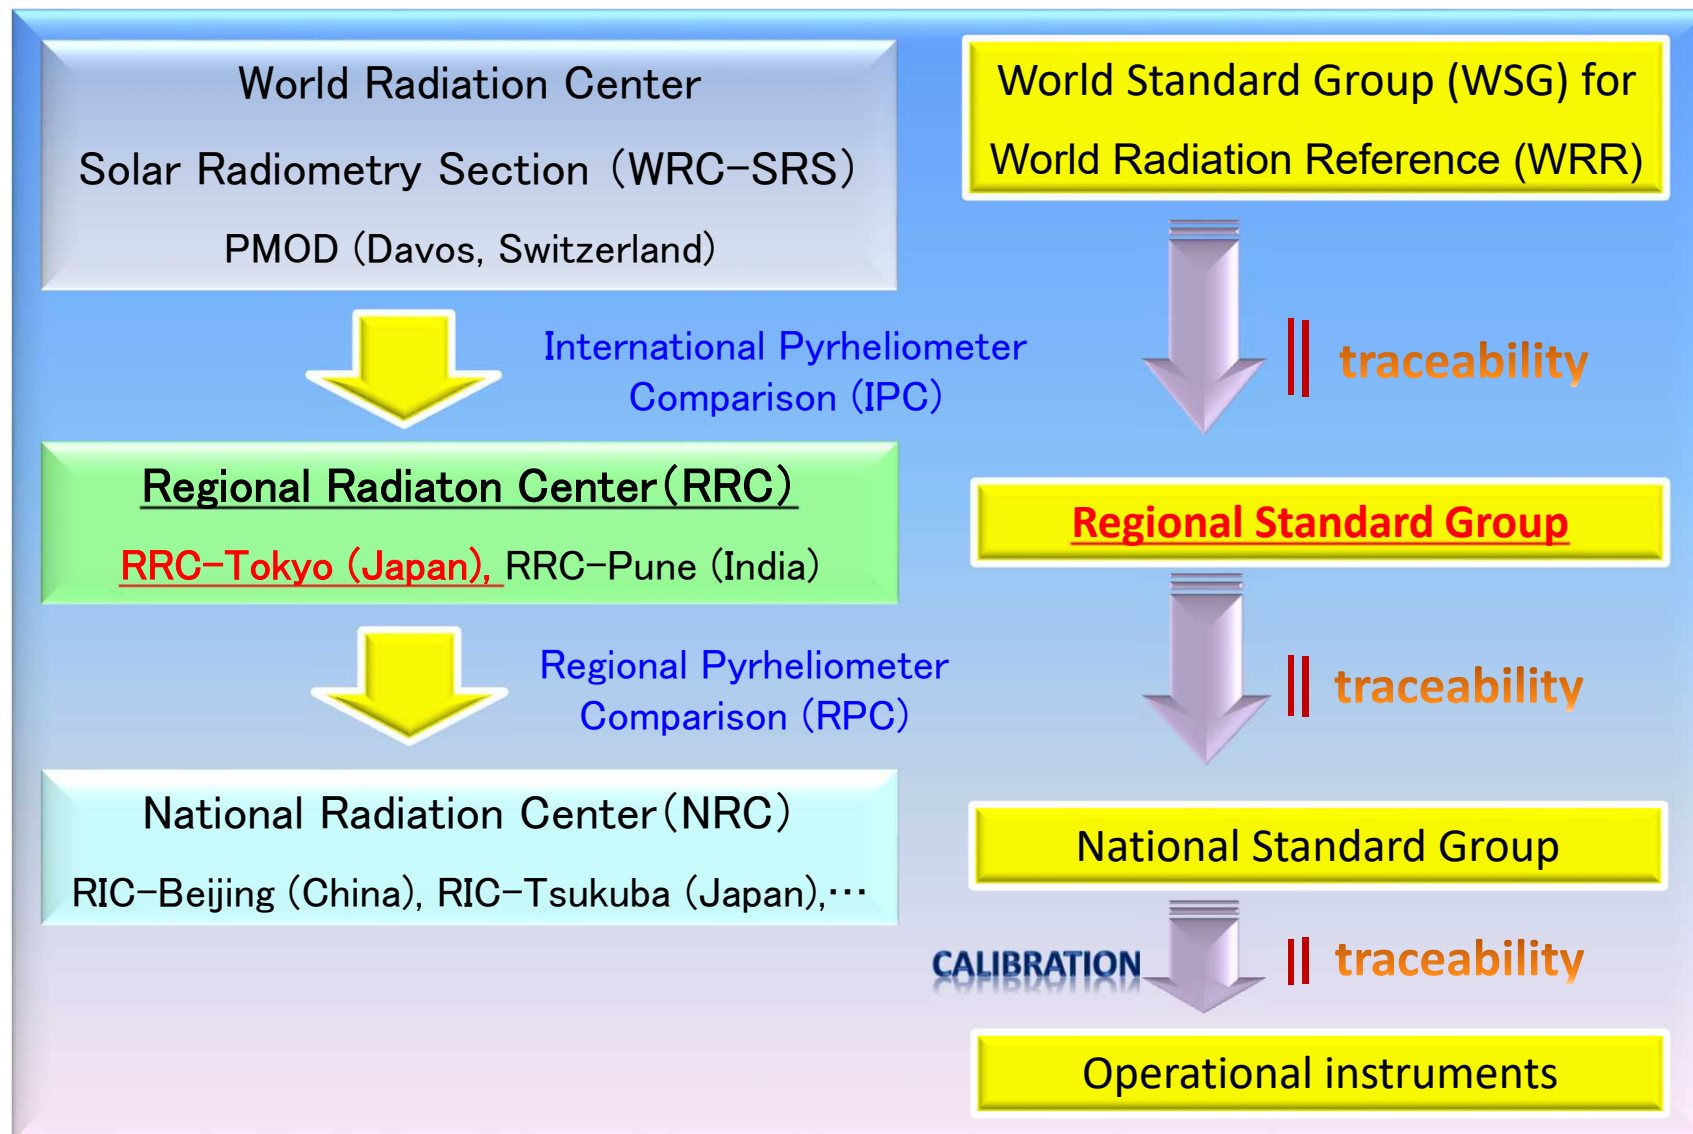 World Radiation Center
Solar Radiometry Section (WRC-SRS)
PMOD (Davos, Switzerland)
World Standard Group (WSG) for
World Radiation Reference (WRR)
International Pyrheliometer
Comparison (IPC)
traceability
Regional Radiaton Center(RRC)
RRC-Tokyo (Japan), RRC-Pune (India)
Regional Standard Group
Regional Pyrheliometer
Comparison (RPC)
traceability
National Radiation Center(NRC)
RIC-Beijing (China), RIC-Tsukuba (Japan),…
National Standard Group
CALIBRATION
traceability
Operational instruments